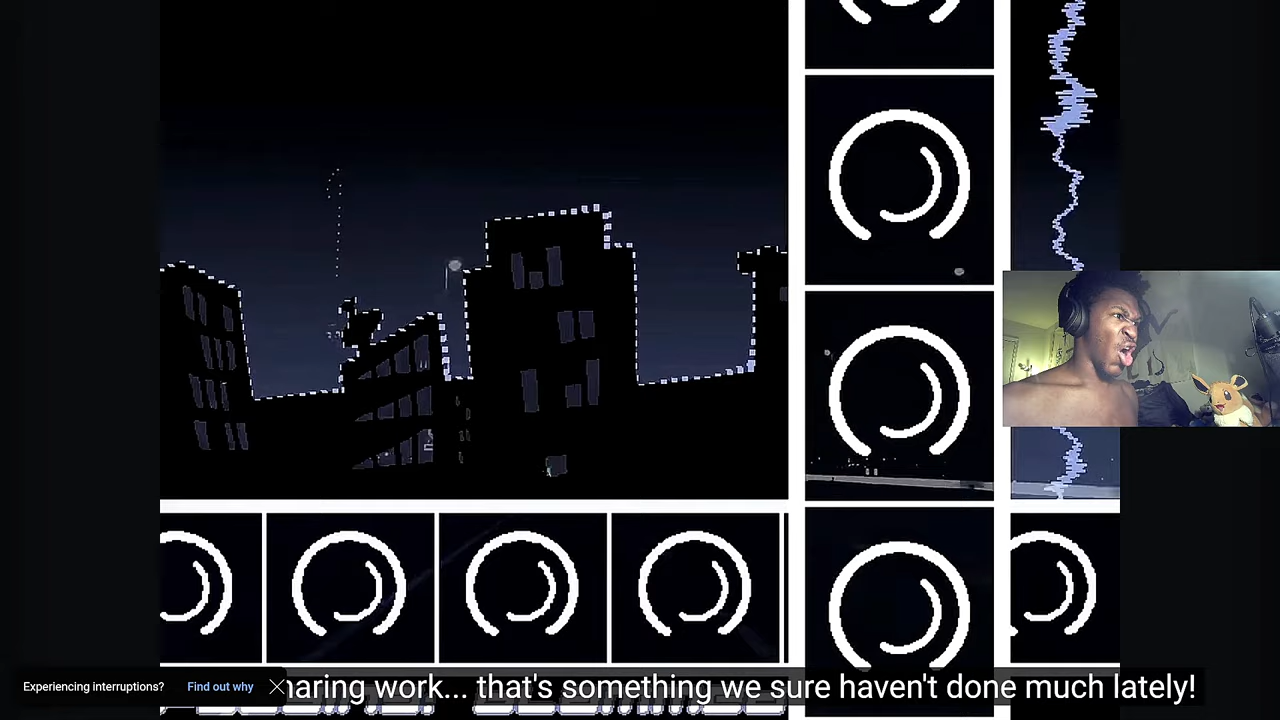 Experiencing interruptions? Find out why
haring work... that's something we sure haven't done much lately!